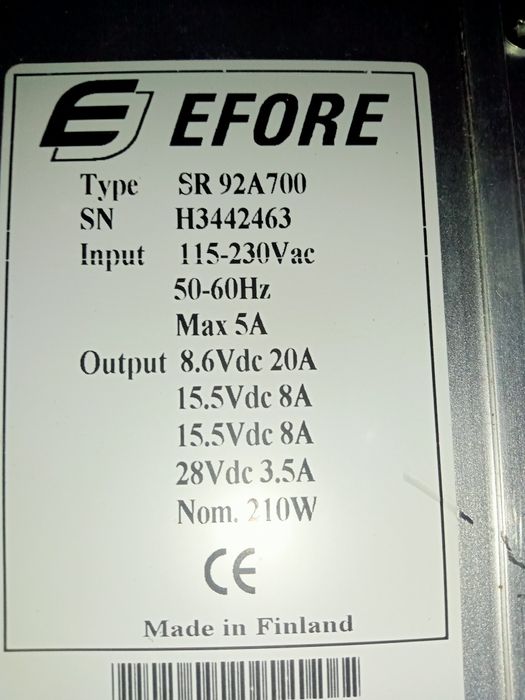 EFORE
Type SR 92A700
SN H3442463
Input 115-230Vac
50-60Hz
Max 5A
Output 8.6Vdc 20A
15.5Vdc 8A
15.5Vdc 8A
28Vdc 3.5A
Nom. 210W
CE
Made in Finland